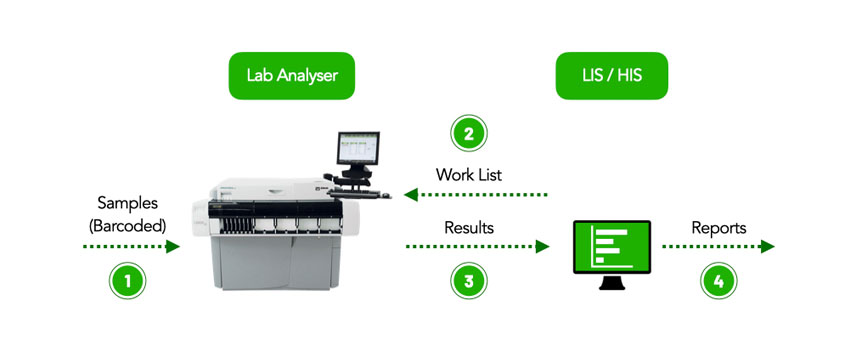 Lab Analyser
LIS / HIS
2
Work List
Samples
(Barcoded)
Results
Reports
1
3
4